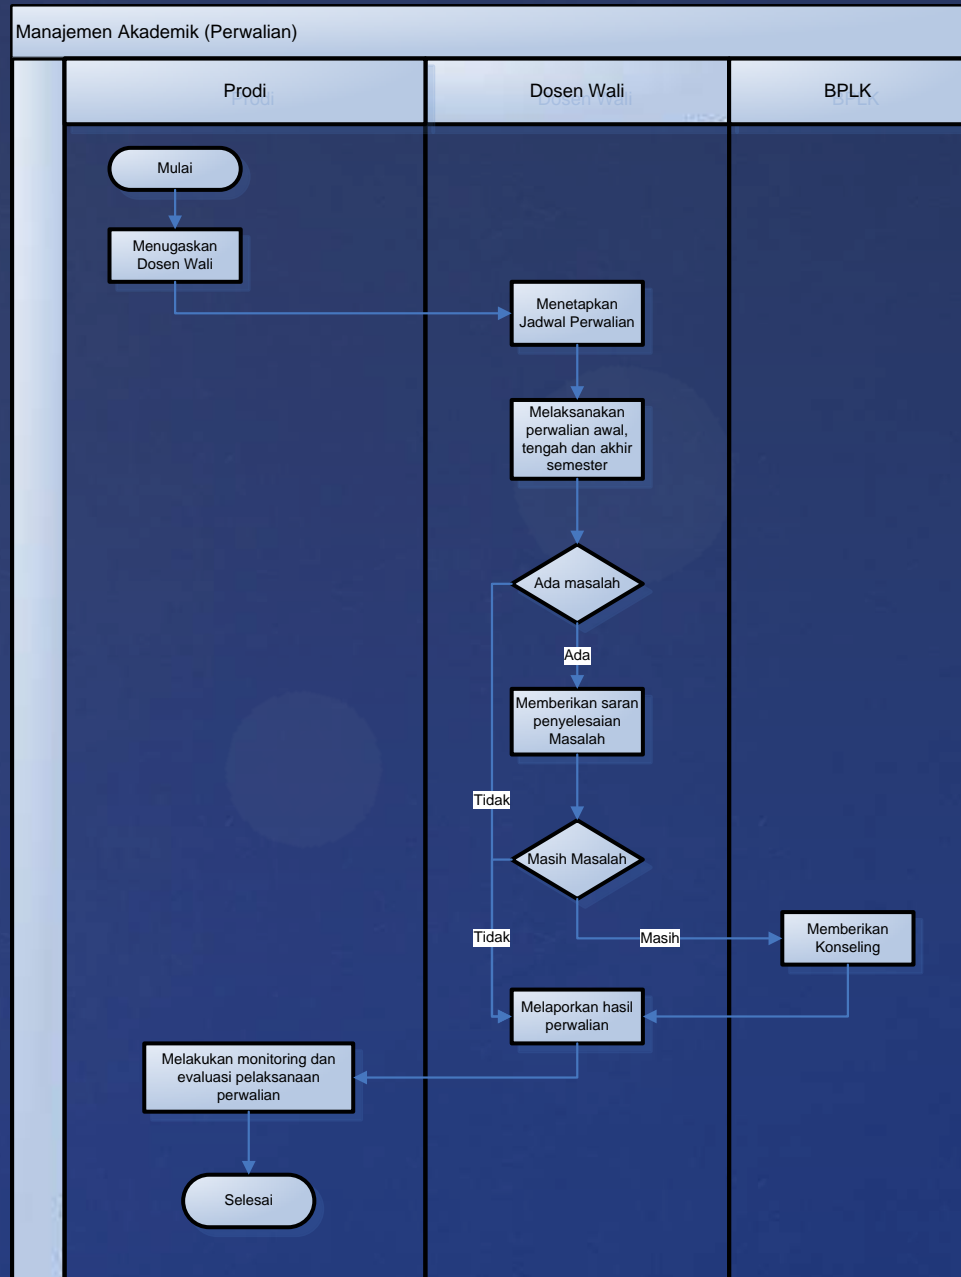 Manajemen Akademik (Perwalian)
Prodi
Dosen Wali
BPLK
Mulai
Menugaskan
Dosen Wali
Menetapkan
Jadwal Perwalian
Melaksanakan
perwalian awal,
tengah dan akhir
semester
Ada masalah
Ada
Memberikan saran
penyelesaian
Masalah
Tidak
Masih Masalah
Tidak
Masih
Memberikan
Konseling
Melaporkan hasil
perwalian
Melakukan monitoring dan
evaluasi pelaksanaan
perwalian
Selesai